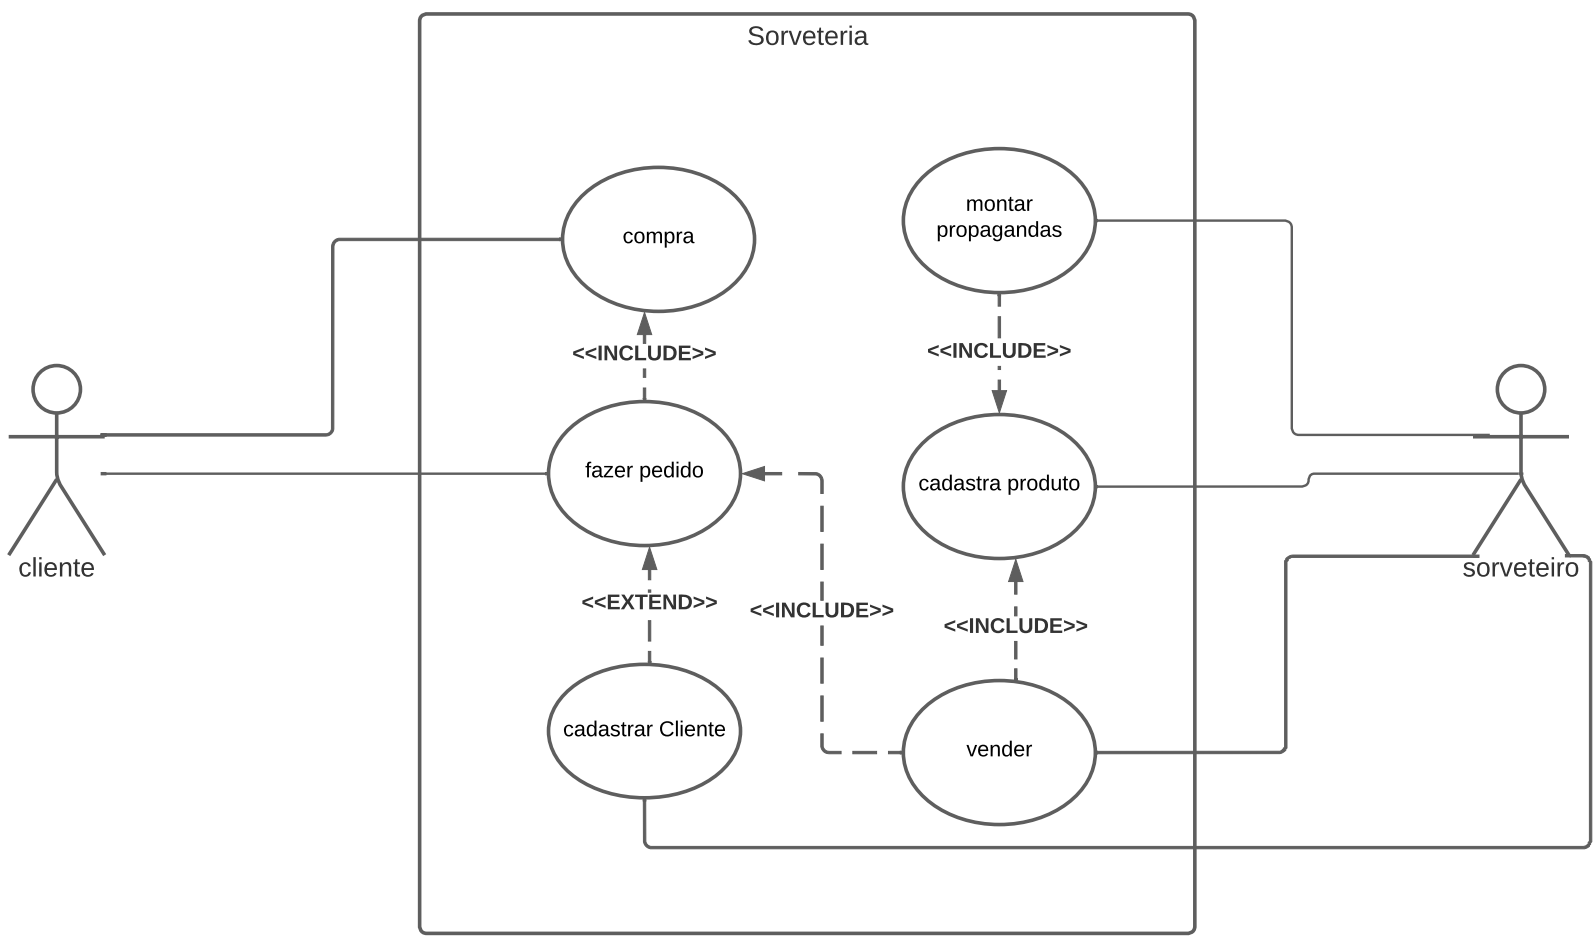 Sorveteria
compra
montar
propagandas
<<INCLUDE>>
<<INCLUDE>>
fazer pedido
cadastra produto
cliente
sorveteiro
<<EXTEND>>
<<INCLUDE>>
<<INCLUDE>>
cadastrar Cliente
vender